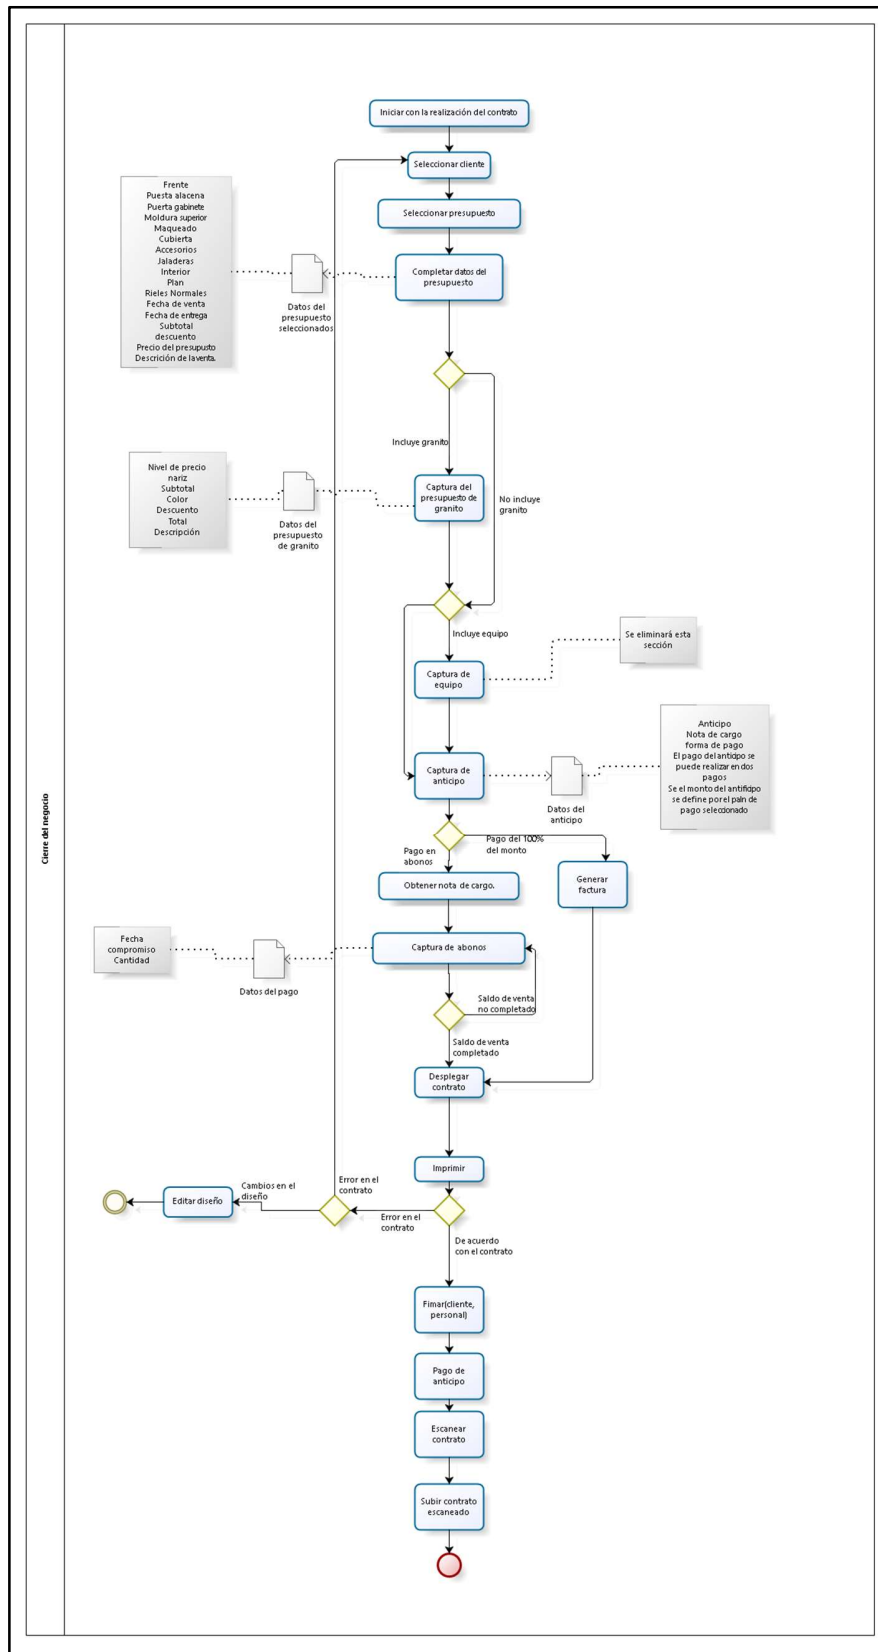 Cierre del negocio
Iniciar con la realización del contrato
Seleccionar cliente
Seleccionar presupuesto
Completar datos del
presupuesto
Datos del
presupuesto
seleccionados
Frente
Puesta alacena
Puerta gabinete
Moldura superior
Maqueado
Cubierta
Accesorios
Jaladeras
Interior
Plan
Rieles Normales
Fecha de venta
Fecha de entrega
Subtotal
descuento
Precio del presupusto
Descrición de la venta.
Incluye granito
No incluye
granito
Captura del
presupuesto de
granito
Datos del
presupuesto
de granito
Nivel de precio
nariz
Subtotal
Color
Descuento
Total
Descripción
Incluye equipo
Captura de
equipo
Se eliminará esta
sección
Captura de
anticipo
Datos del
anticipo
Anticipo
Nota de cargo
forma de pago
El pago del anticipo se
puede realizar en dos
pagos
Se el monto del antificipo
se define por el paln de
pago seleccionado
Pago en
abonos
Pago del 100%
del monto
Obtener nota de cargo.
Generar
factura
Captura de abonos
Datos del pago
Fecha
compromiso
Cantidad
Saldo de venta
no completado
Saldo de venta
completado
Desplegar
contrato
Imprimir
Error en el
contrato
Error en el
contrato
Cambios en el
diseño
Editar diseño
De acuerdo
con el contrato
Fimar(cliente,
personal)
Pago de
anticipo
Escanear
contrato
Subir contrato
escaneado